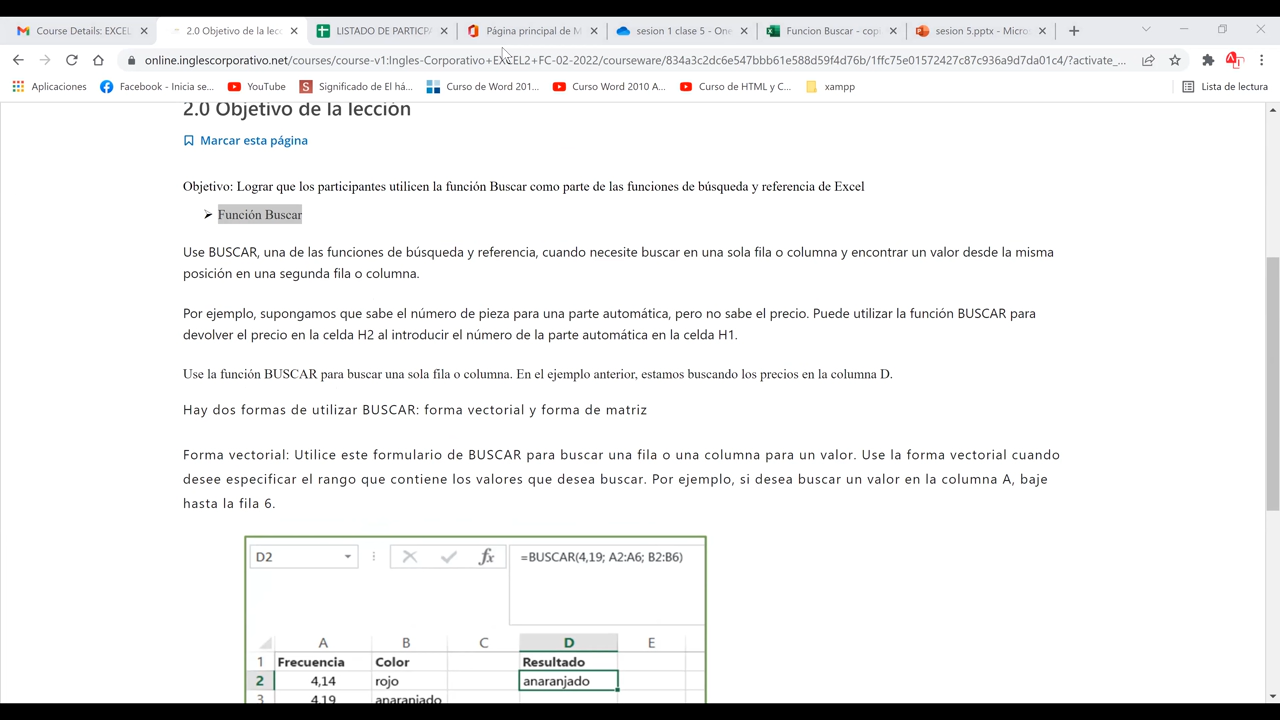 Course Details: EXCEL
2.0 Objetivo de la lecc
LISTADO DE PARTICIPA
Página principal de M
sesion 1 clase 5 - One
Funcion Buscar - copi
sesion 5.pptx - Micros
online.inglescorporativo.net/courses/course-v1:Ingles-Corporativo+EXCEL2+FC-02-2022/courseware/834a3c2dc6e547bbb61e588d59f4d76b/1ffc75e01572427c87c936a9d7da01c4/?activate_...
Aplicaciones
Facebook - Inicia se...
YouTube
Significado de El há...
Curso de Word 201...
Curso Word 2010 A...
Curso de HTML y C...
xampp
Lista de lectura
2.0 Objetivo de la lección
Marcar esta página
Objetivo: Lograr que los participantes utilicen la función Buscar como parte de las funciones de búsqueda y referencia de Excel
➢ Función Buscar
Use BUSCAR, una de las funciones de búsqueda y referencia, cuando necesite buscar en una sola fila o columna y encontrar un valor desde la misma
posición en una segunda fila o columna.
Por ejemplo, supongamos que sabe el número de pieza para una parte automática, pero no sabe el precio. Puede utilizar la función BUSCAR para
devolver el precio en la celda H2 al introducir el número de la parte automática en la celda H1.
Use la función BUSCAR para buscar una sola fila o columna. En el ejemplo anterior, estamos buscando los precios en la columna D.
Hay dos formas de utilizar BUSCAR: forma vectorial y forma de matriz
Forma vectorial: Utilice este formulario de BUSCAR para buscar una fila o una columna para un valor. Use la forma vectorial cuando
desee especificar el rango que contiene los valores que desea buscar. Por ejemplo, si desea buscar un valor en la columna A, baje
hasta la fila 6.
D2 fx =BUSCAR(4,19; A2:A6; B2:B6)
A B C D E
1 Frecuencia Color Resultado
2 4,14 rojo anaranjado
3 4,19 anaranjado